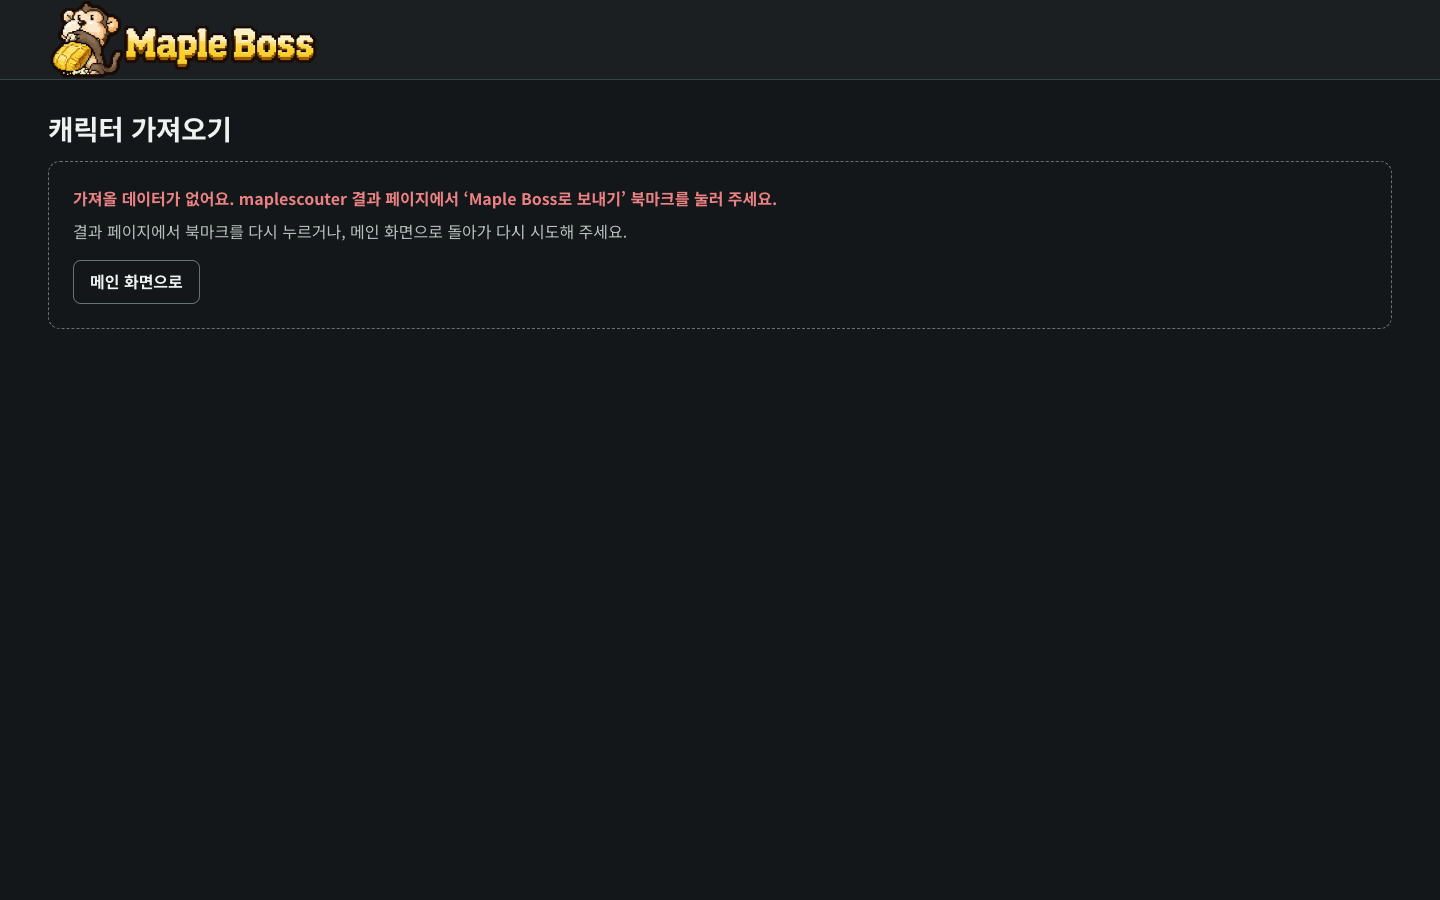 Maple Boss
캐릭터 가져오기
가져올 데이터가 없어요. maplescouter 결과 페이지에서 ‘Maple Boss로 보내기’ 북마크를 눌러 주세요.
결과 페이지에서 북마크를 다시 누르거나, 메인 화면으로 돌아가 다시 시도해 주세요.
메인 화면으로